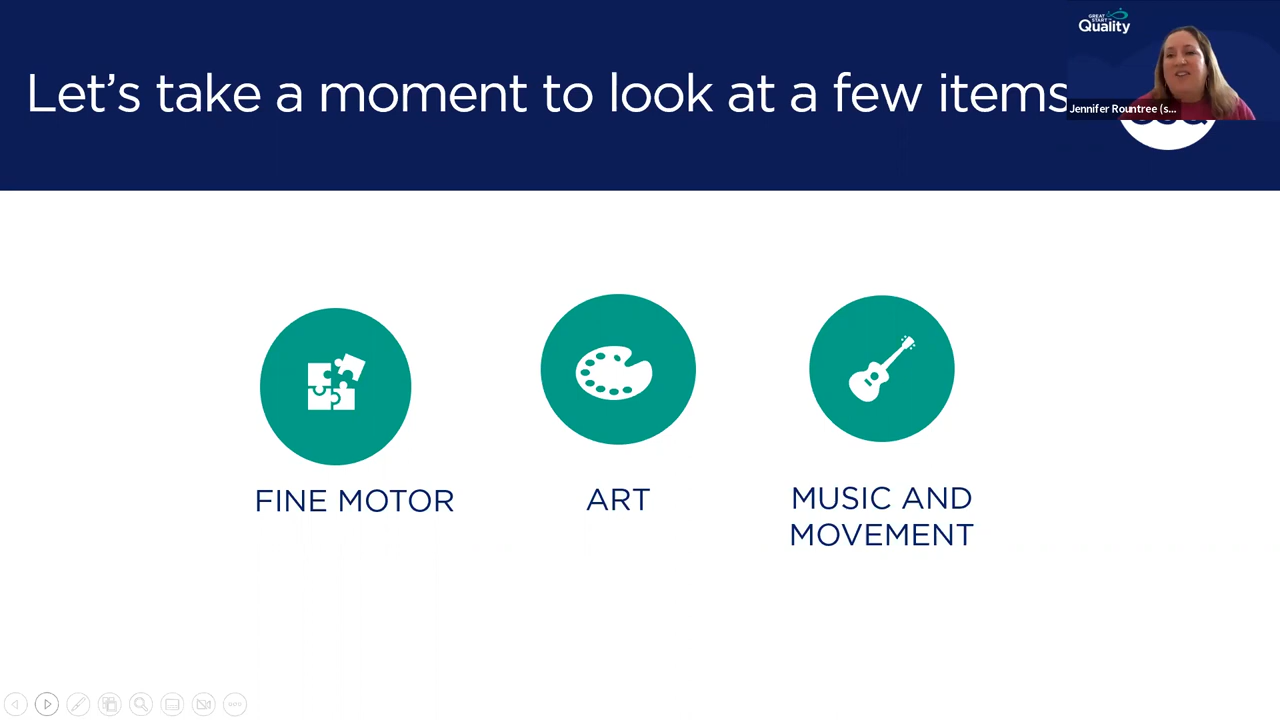 Let's take a moment to look at a few items
GREAT
START TO
Quality
Jennifer Rountree (s...
FINE MOTOR
ART
MUSIC AND
MOVEMENT